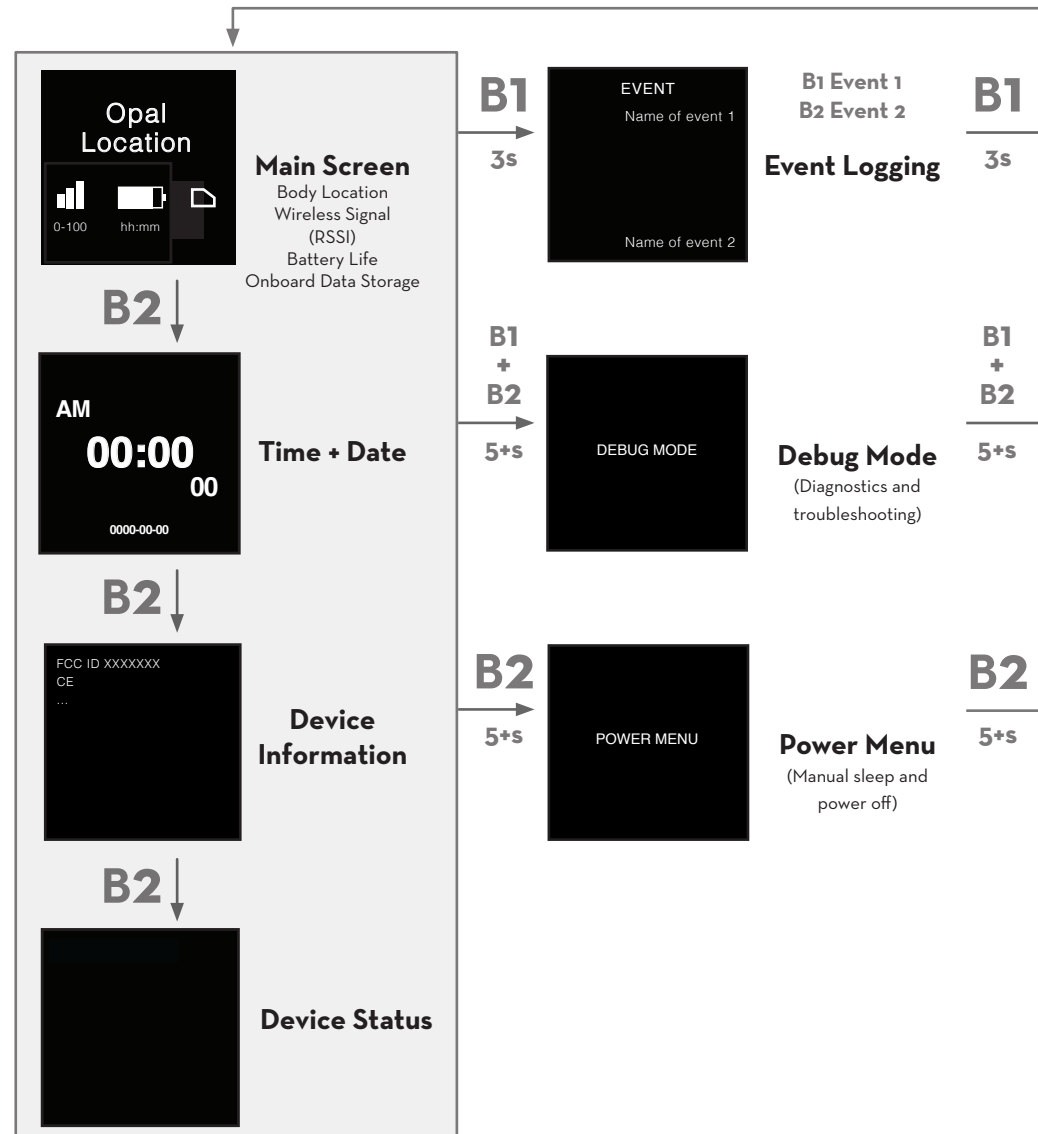 Opal
Location
0-100
hh:mm
Main Screen
Body Location
Wireless Signal
(RSSI)
Battery Life
Onboard Data Storage
B1
3s
EVENT
Name of event 1
Name of event 2
B1 Event 1
B2 Event 2
Event Logging
B1
3s
B2
AM
00:00
00
0000-00-00
Time + Date
B1
+
B2
5+s
DEBUG MODE
Debug Mode
(Diagnostics and
troubleshooting)
B1
+
B2
5+s
B2
FCC ID XXXXXXX
CE
...
Device
Information
B2
5+s
POWER MENU
Power Menu
(Manual sleep and
power off)
B2
5+s
B2
Device Status